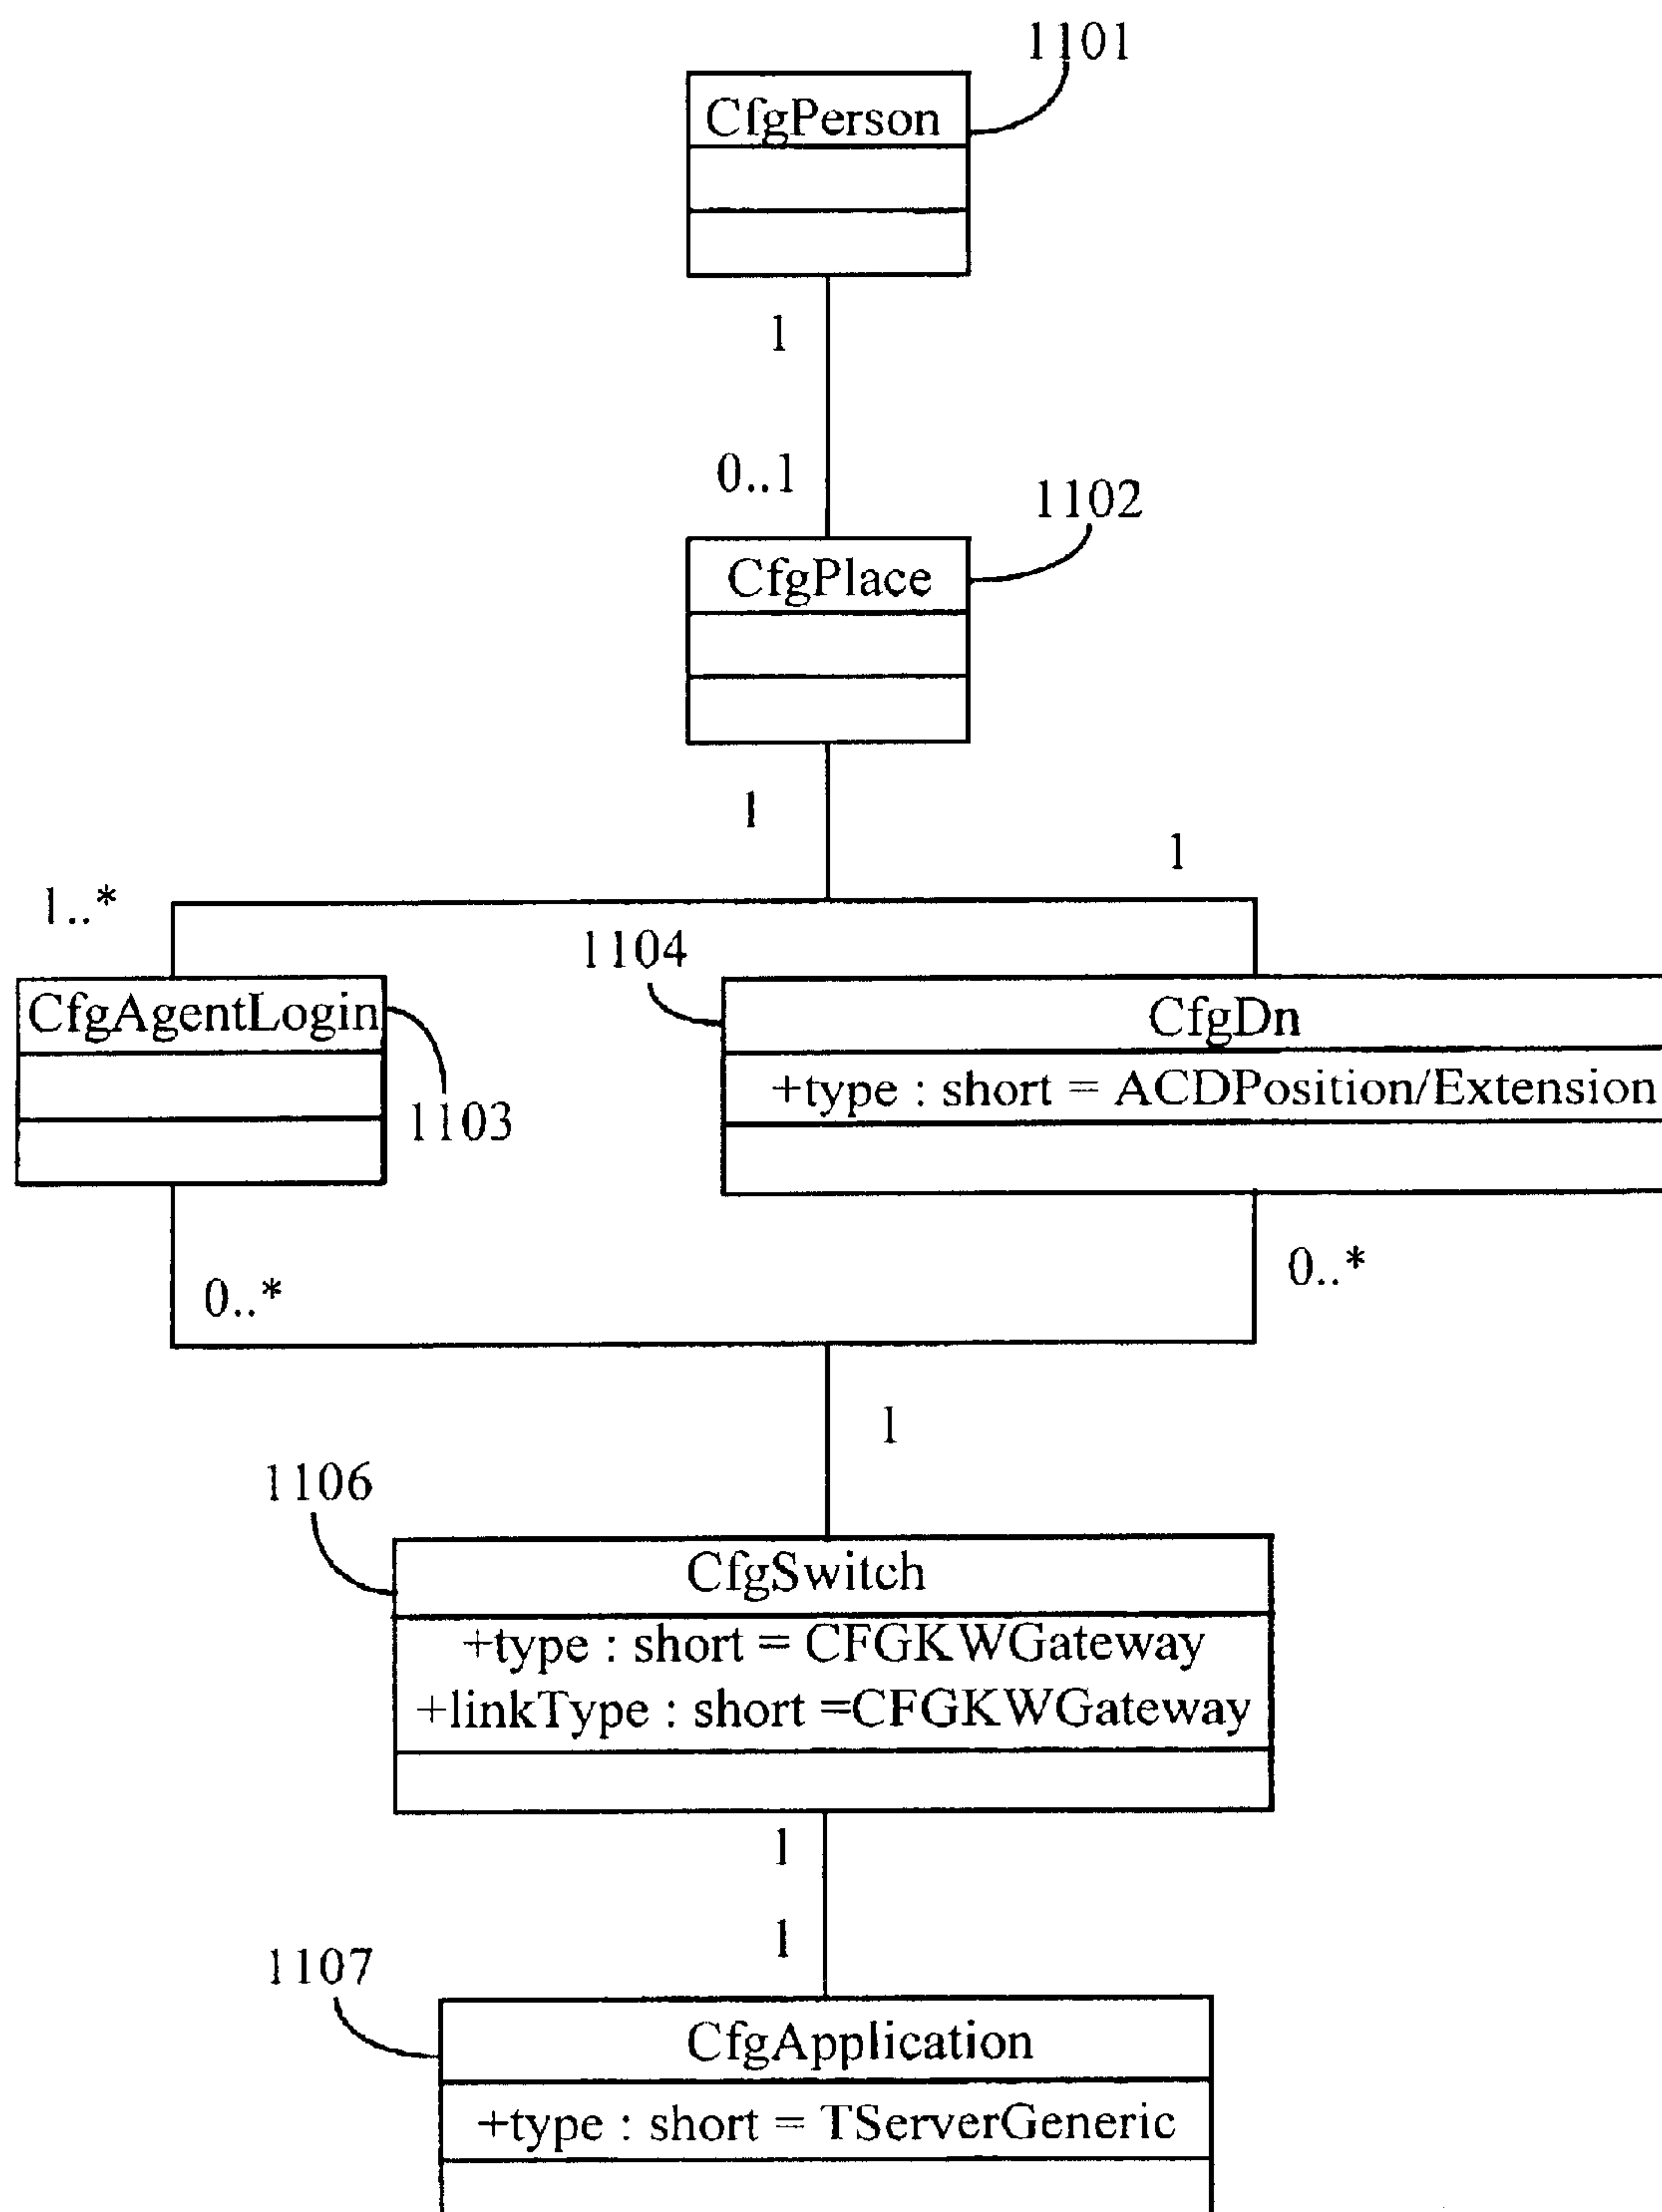 1101
CfgPerson
1
0..1
1102
CfgPlace
1
1
1..*
1104
CfgAgentLogin
CfgDn
+type : short = ACDPosition/Extension
1103
0..*
0..*
1
1106
CfgSwitch
+type : short = CFGKWGateway
+linkType : short =CFGKWGateway
1
1
1107
CfgApplication
+type : short = TServerGeneric